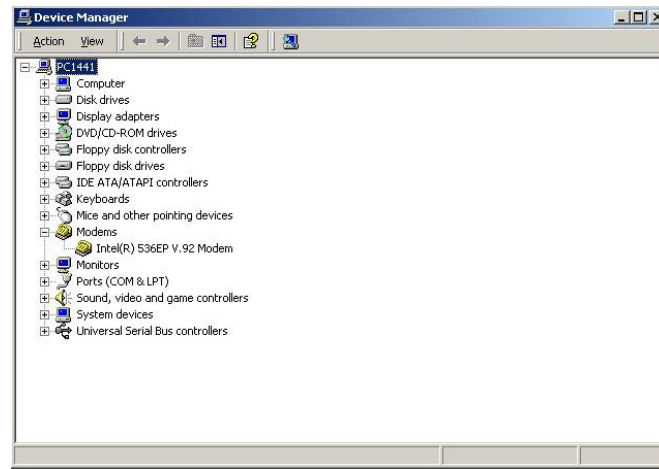 Device Manager
Action View
PC1441
Computer
Disk drives
Display adapters
DVD/CD-ROM drives
Floppy disk controllers
Floppy disk drives
IDE ATA/ATAPI controllers
Keyboards
Mice and other pointing devices
Modems
Intel(R) 536EP V.92 Modem
Monitors
Ports (COM & LPT)
Sound, video and game controllers
System devices
Universal Serial Bus controllers